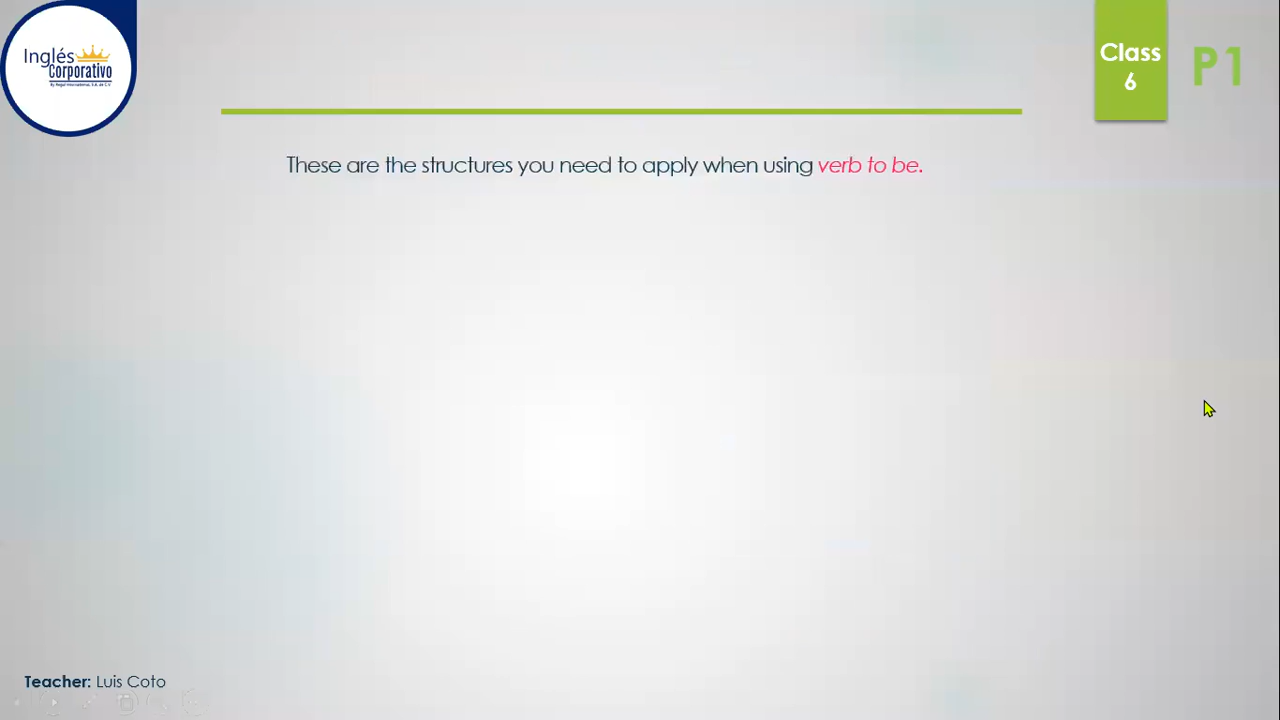 Inglés
Corporativo
Class
6
P1
These are the structures you need to apply when using verb to be.
Teacher: Luis Coto